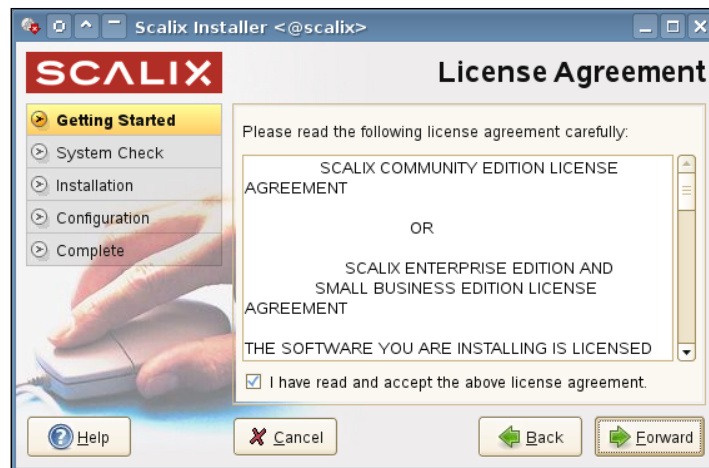 Scalix Installer <@scalix>
SCALIX
License Agreement
Getting Started
System Check
Installation
Configuration
Complete
Please read the following license agreement carefully:
SCALIX COMMUNITY EDITION LICENSE
AGREEMENT
OR
SCALIX ENTERPRISE EDITION AND
SMALL BUSINESS EDITION LICENSE
AGREEMENT
THE SOFTWARE YOU ARE INSTALLING IS LICENSED
I have read and accept the above license agreement.
Help
Cancel
Back
Forward